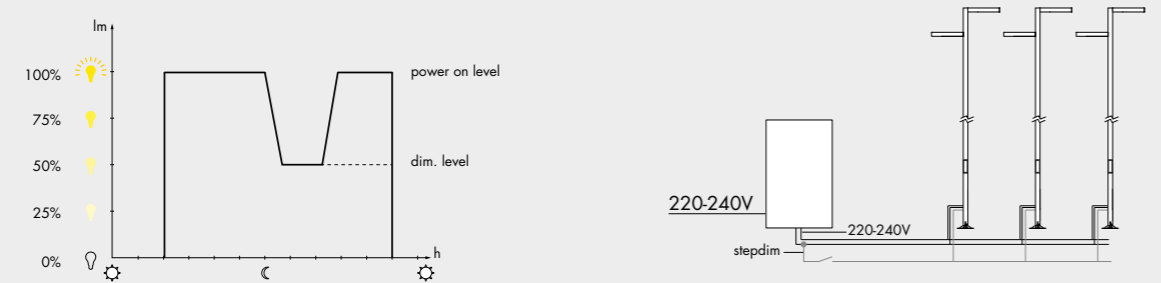 lm
100%
power on level
75%
50%
dim. level
25%
0%
h
220-240V
220-240V
stepdim